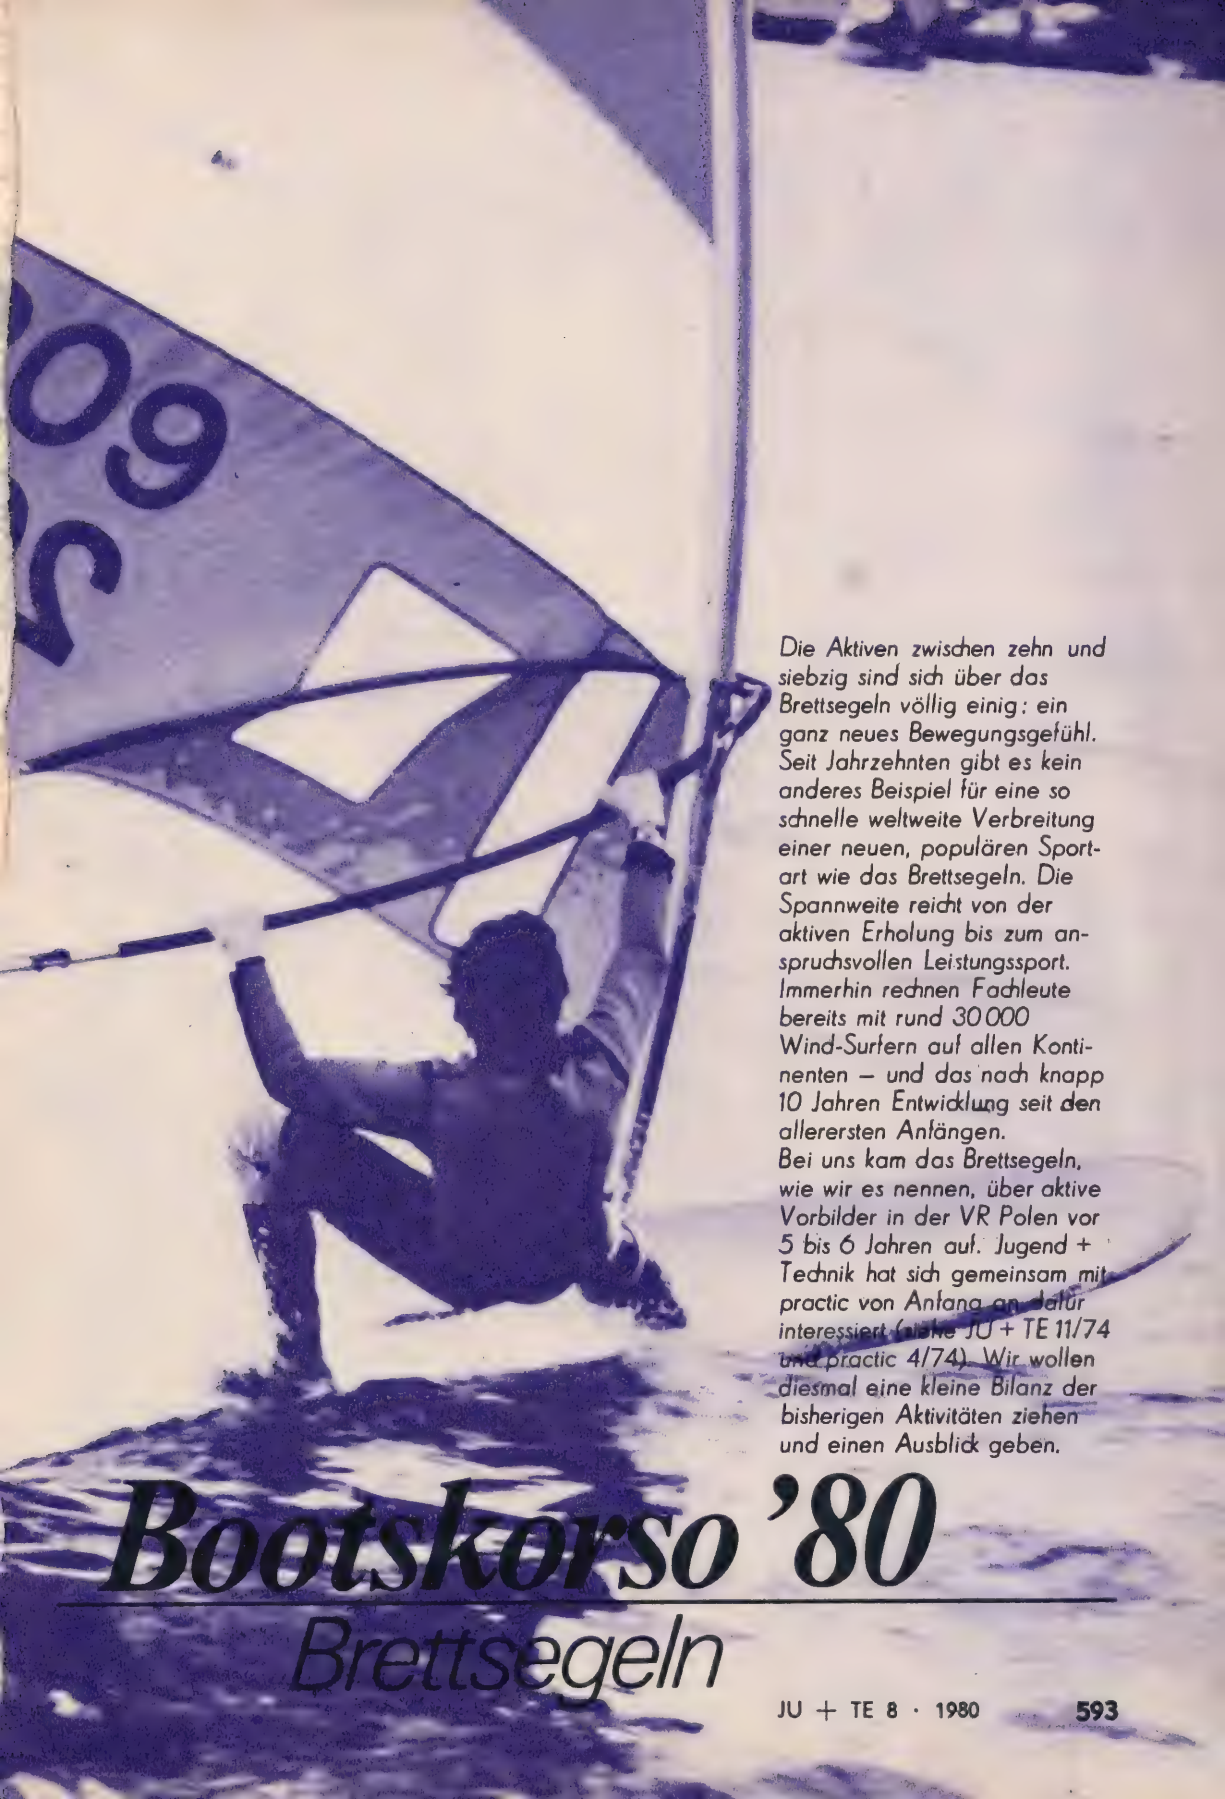 09
2
Die Aktiven zwischen zehn und
siebzig sind sich über das
Brettsegeln völlig einig: ein
ganz neues Bewegungsgefühl.
Seit Jahrzehnten gibt es kein
anderes Beispiel für eine so
schnelle weltweite Verbreitung
einer neuen, populären Sport-
art wie das Brettsegeln. Die
Spannweite reicht von der
aktiven Erholung bis zum an-
spruchsvollen Leistungssport.
Immerhin rechnen Fachleute
bereits mit rund 30 000
Wind-Surfern auf allen Konti-
nenten – und das nach knapp
10 Jahren Entwicklung seit den
allerersten Anfängen.
Bei uns kam das Brettsegeln,
wie wir es nennen, über aktive
Vorbilder in der VR Polen vor
5 bis 6 Jahren auf. Jugend +
Technik hat sich gemeinsam mit
practic von Anfang an dafür
interessiert (siehe JU + TE 11/74
und practic 4/74). Wir wollen
diesmal eine kleine Bilanz der
bisherigen Aktivitäten ziehen
und einen Ausblick geben.
Bootskorso '80
Brettsegeln
JU + TE 8 · 1980 593